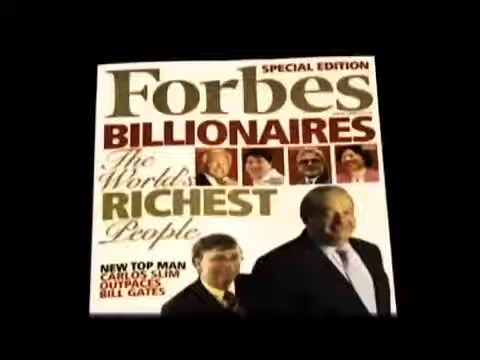 SPECIAL EDITION
Forbes
BILLIONAIRES
The
World's
RICHEST
People
NEW TOP MAN
CARLOS SLIM
OUTPACES
BILL GATES